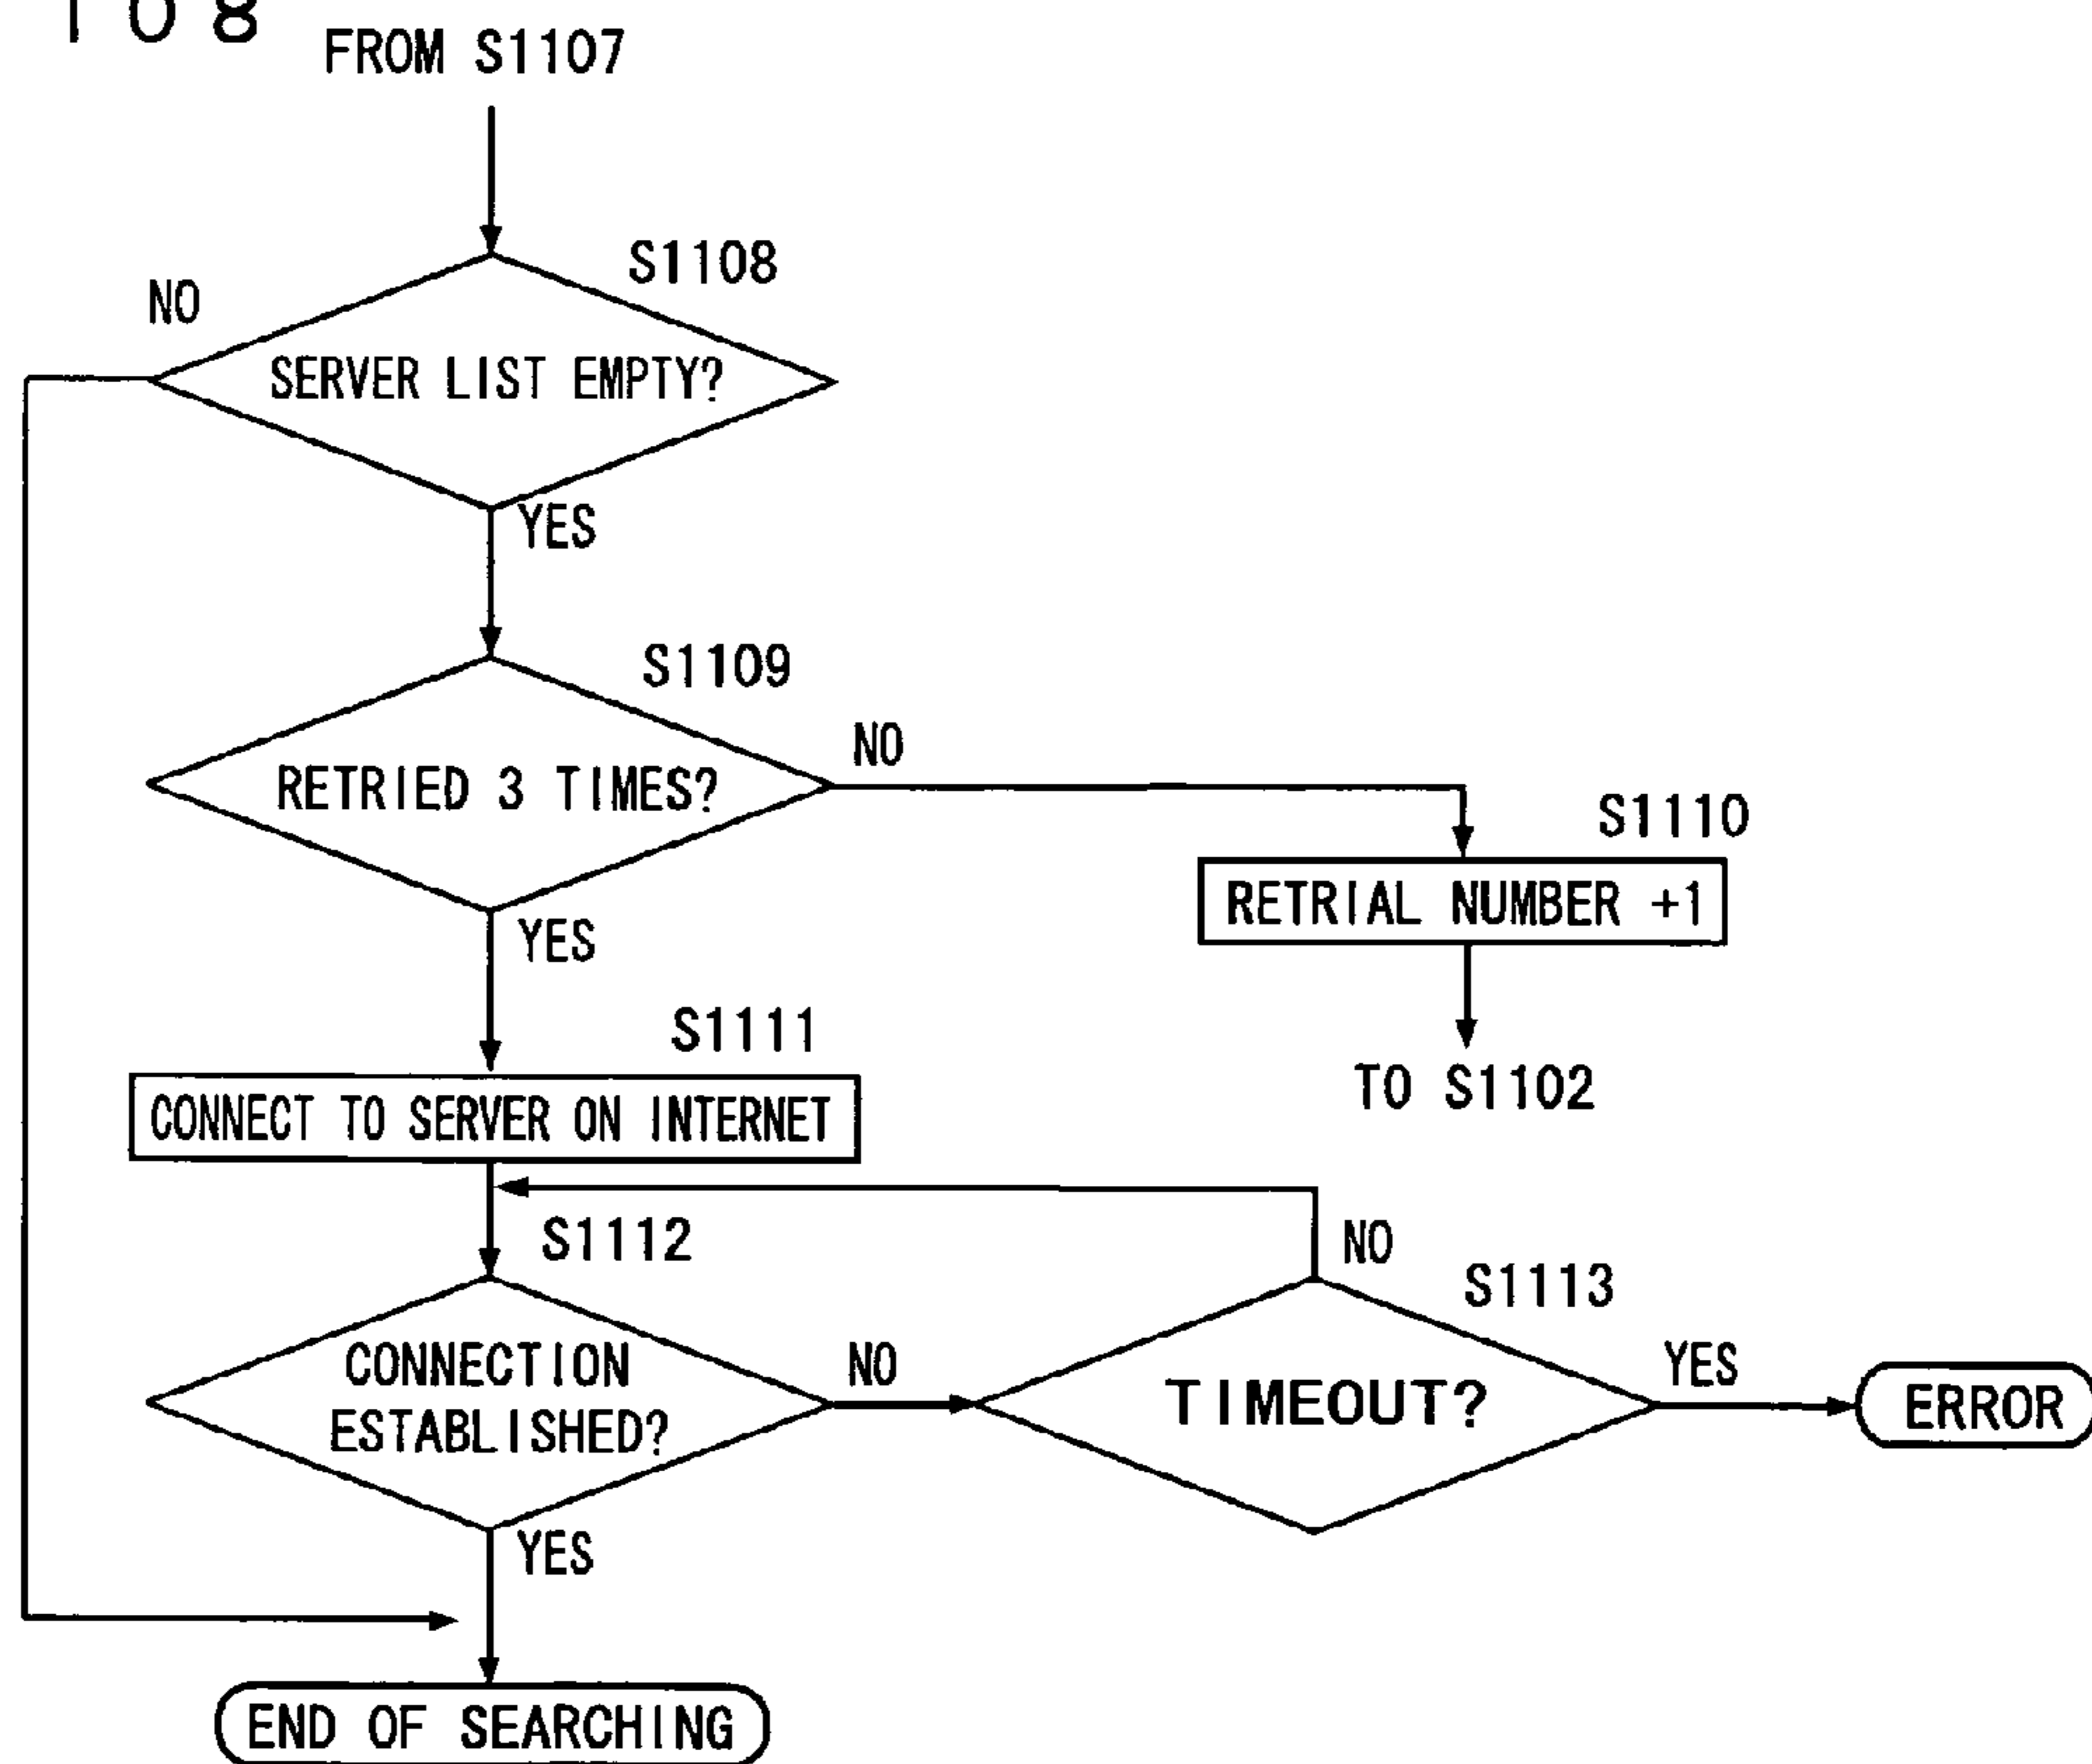 108
FROM S1107
S1108
NO
SERVER LIST EMPTY?
YES
S1109
NO
RETRIED 3 TIMES?
S1110
RETRIAL NUMBER +1
YES
S1111
TO S1102
CONNECT TO SERVER ON INTERNET
S1112
NO
S1113
CONNECTION
ESTABLISHED?
NO
TIMEOUT?
YES
ERROR
YES
END OF SEARCHING